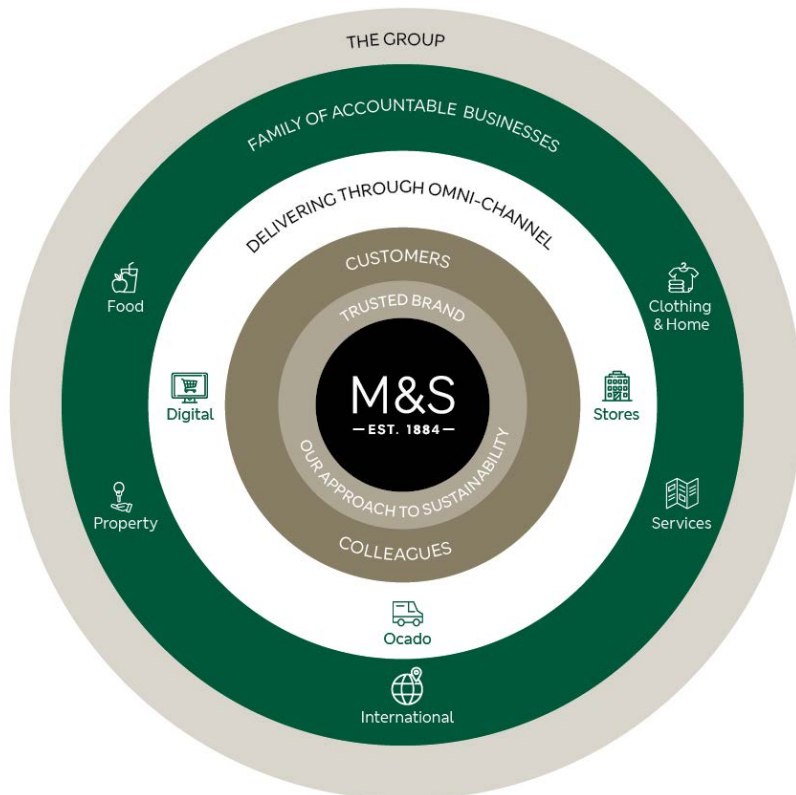 THE GROUP
FAMILY OF ACCOUNTABLE BUSINESSES
DELIVERING THROUGH OMNI-CHANNEL
CUSTOMERS
TRUSTED BRAND
Food
Clothing
& Home
Digital
M&S
EST. 1884
Stores
OUR APPROACH TO SUSTAINABILITY
Property
Services
COLLEAGUES
Ocado
International